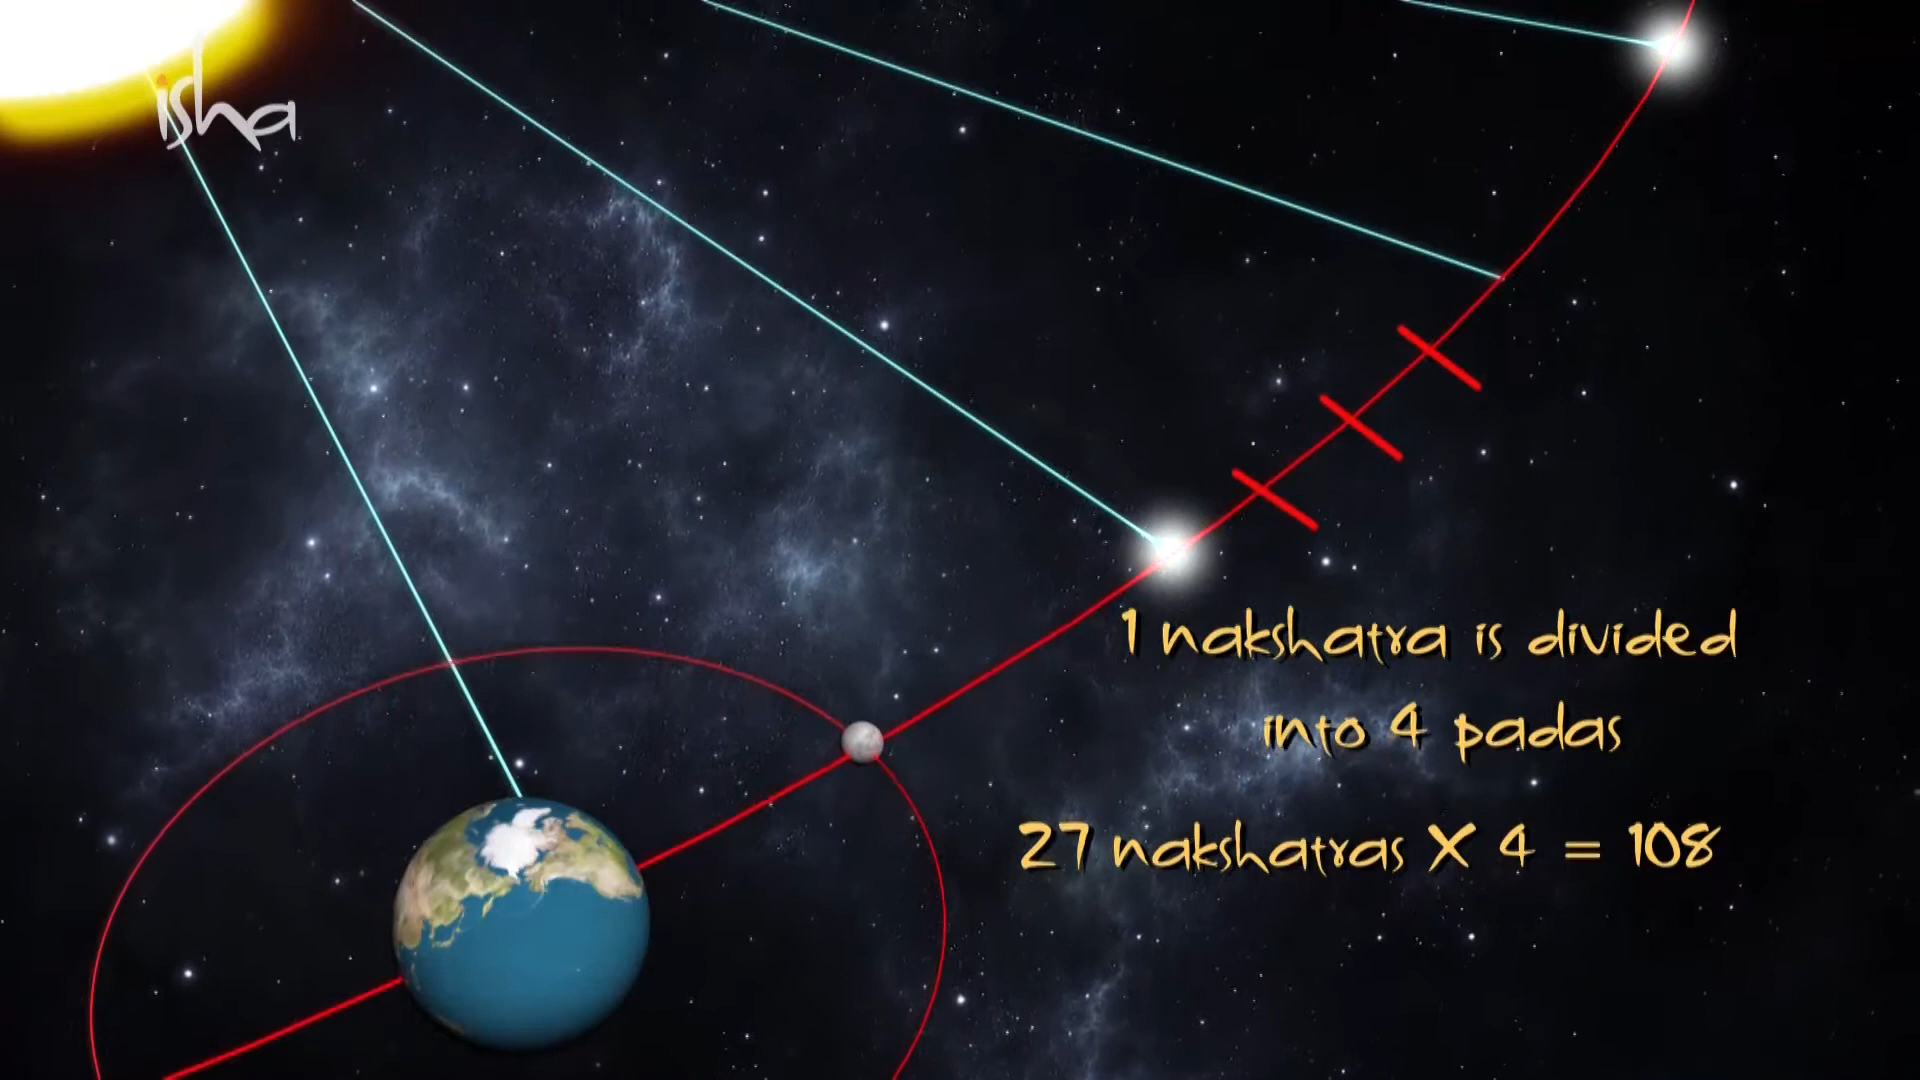 isha
1 nakshatra is divided
into 4 padas
27 nakshatras X 4 = 108